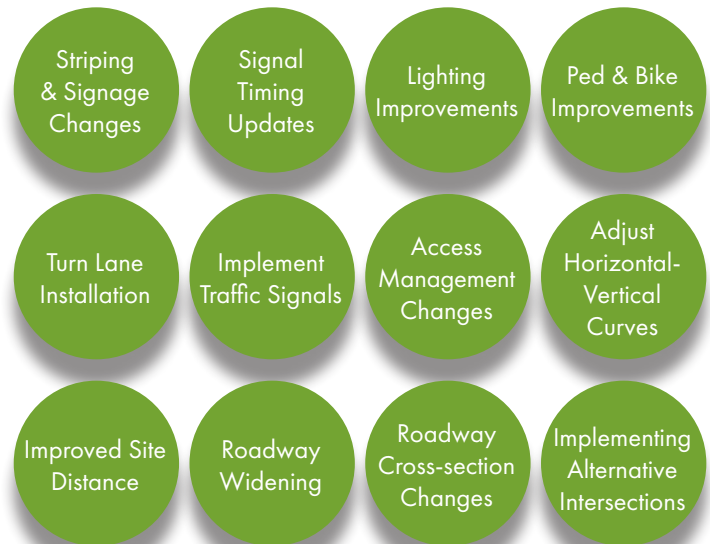 Striping
& Signage
Changes
Signal
Timing
Updates
Lighting
Improvements
Ped & Bike
Improvements
Turn Lane
Installation
Implement
Traffic Signals
Access
Management
Changes
Adjust
Horizontal-
Vertical
Curves
Improved Site
Distance
Roadway
Widening
Roadway
Cross-section
Changes
Implementing
Alternative
Intersections